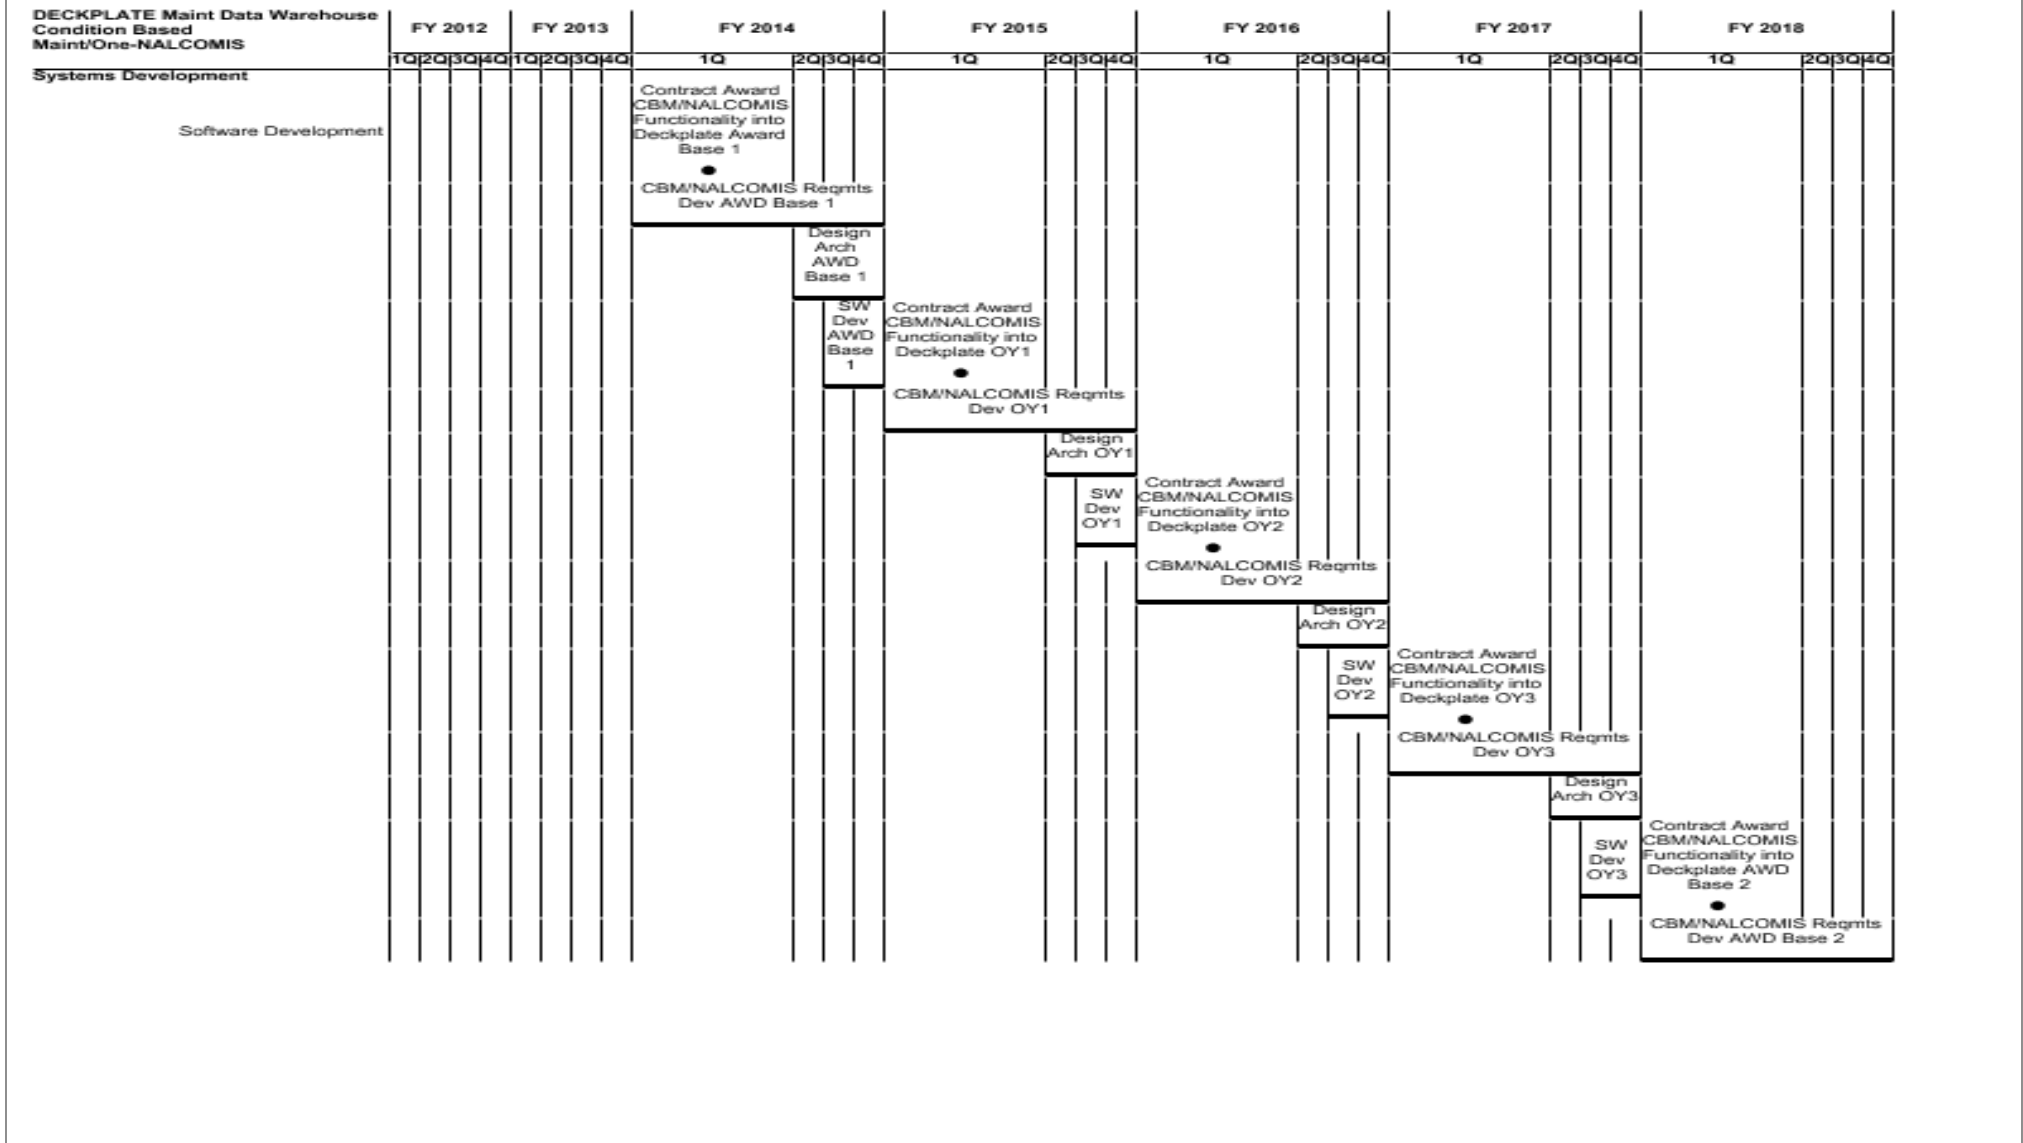 DECKPLATE Maint Data Warehouse
Condition Based
Maint/One-NALCOMIS
FY 2012 FY 2013 FY 2014 FY 2015 FY 2016 FY 2017 FY 2018
1Q 2Q 3Q 4Q 1Q 2Q 3Q 4Q 1Q 2Q 3Q 4Q 1Q 2Q 3Q 4Q 1Q 2Q 3Q 4Q 1Q 2Q 3Q 4Q 1Q 2Q 3Q 4Q
Systems Development
Software Development
Contract Award
CBM/NALCOMIS
Functionality into
Deckplate Award
Base 1
CBM/NALCOMIS Reqmts
Dev AWD Base 1
Design
Arch
AWD
Base 1
SW
Dev
AWD
Base
1
Contract Award
CBM/NALCOMIS
Functionality into
Deckplate OY1
CBM/NALCOMIS Reqmts
Dev OY1
Design
Arch OY1
SW
Dev
OY1
Contract Award
CBM/NALCOMIS
Functionality into
Deckplate OY2
CBM/NALCOMIS Reqmts
Dev OY2
Design
Arch OY2
SW
Dev
OY2
Contract Award
CBM/NALCOMIS
Functionality into
Deckplate OY3
CBM/NALCOMIS Reqmts
Dev OY3
Design
Arch OY3
SW
Dev
OY3
Contract Award
CBM/NALCOMIS
Functionality into
Deckplate AWD
Base 2
CBM/NALCOMIS Reqmts
Dev AWD Base 2